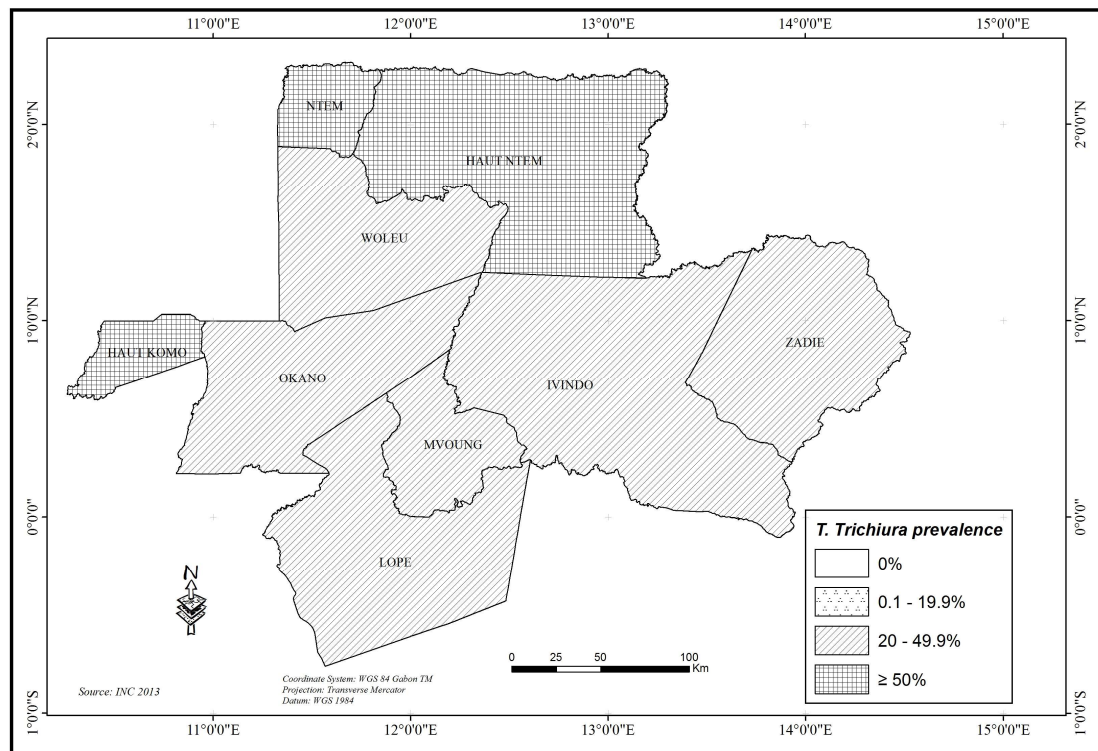 11°0'0"E 12°0'0"E 13°0'0"E 14°0'0"E 15°0'0"E
2°0'0"N
2°0'0"N
NTEM
HAUT NTEM
WOLEU
1°0'0"N
1°0'0"N
HAUT KOMO
OKANO
IVINDO
ZADIE
MVOUNG
0°0'0"
0°0'0"
LOPE
N
T. Trichiura prevalence
0%
0.1 - 19.9%
20 - 49.9%
≥ 50%
0 25 50 100
Km
Source: INC 2013
Coordinate System: WGS 84 Gabon TM
Projection: Transverse Mercator
Datum: WGS 1984
1°0'0"S
1°0'0"S
11°0'0"E 12°0'0"E 13°0'0"E 14°0'0"E 15°0'0"E